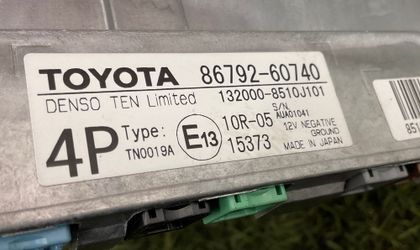 TOYOTA 86792-60740
DENSO TEN Limited 132000-8510J101
S/N AUA01041
4P Type: TN0019A E13 10R-05 15373
12V NEGATIVE GROUND
MADE IN JAPAN
851